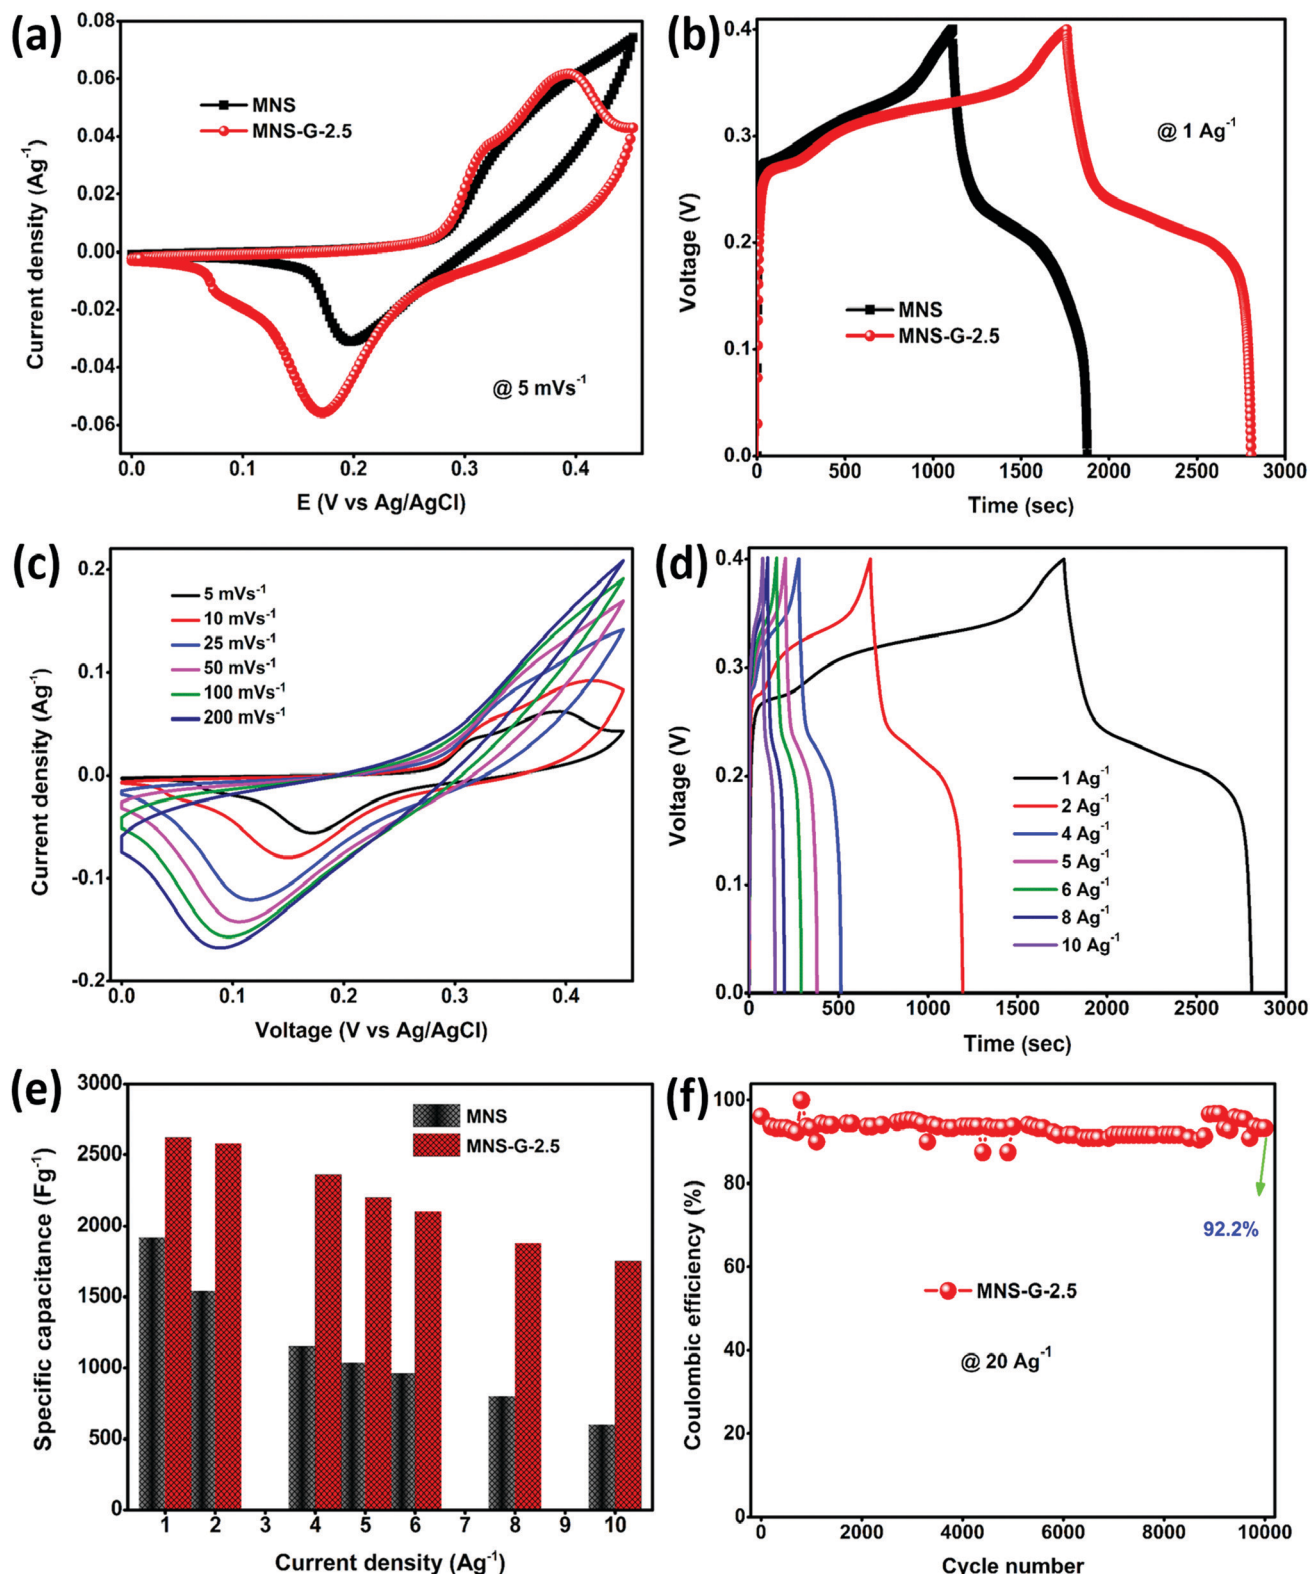 (a)
0.08
0.06
0.04
0.02
0.00
-0.02
-0.04
-0.06
Current density (Ag⁻¹)
MNS
MNS-G-2.5
@ 5 mVs⁻¹
0.0 0.1 0.2 0.3 0.4
E (V vs Ag/AgCl)
(b)
0.4
0.3
0.2
0.1
0.0
Voltage (V)
@ 1 Ag⁻¹
MNS
MNS-G-2.5
0 500 1000 1500 2000 2500 3000
Time (sec)
(c)
0.2
0.1
0.0
-0.1
-0.2
Current density (Ag⁻¹)
5 mVs⁻¹
10 mVs⁻¹
25 mVs⁻¹
50 mVs⁻¹
100 mVs⁻¹
200 mVs⁻¹
0.0 0.1 0.2 0.3 0.4
Voltage (V vs Ag/AgCl)
(d)
0.4
0.3
0.2
0.1
0.0
Voltage (V)
1 Ag⁻¹
2 Ag⁻¹
4 Ag⁻¹
5 Ag⁻¹
6 Ag⁻¹
8 Ag⁻¹
10 Ag⁻¹
0 500 1000 1500 2000 2500 3000
Time (sec)
(e)
3000
2500
2000
1500
1000
500
0
Specific capacitance (Fg⁻¹)
MNS
MNS-G-2.5
1 2 3 4 5 6 7 8 9 10
Current density (Ag⁻¹)
(f)
100
80
60
40
20
0
Coulombic efficiency (%)
92.2%
MNS-G-2.5
@ 20 Ag⁻¹
0 2000 4000 6000 8000 10000
Cycle number